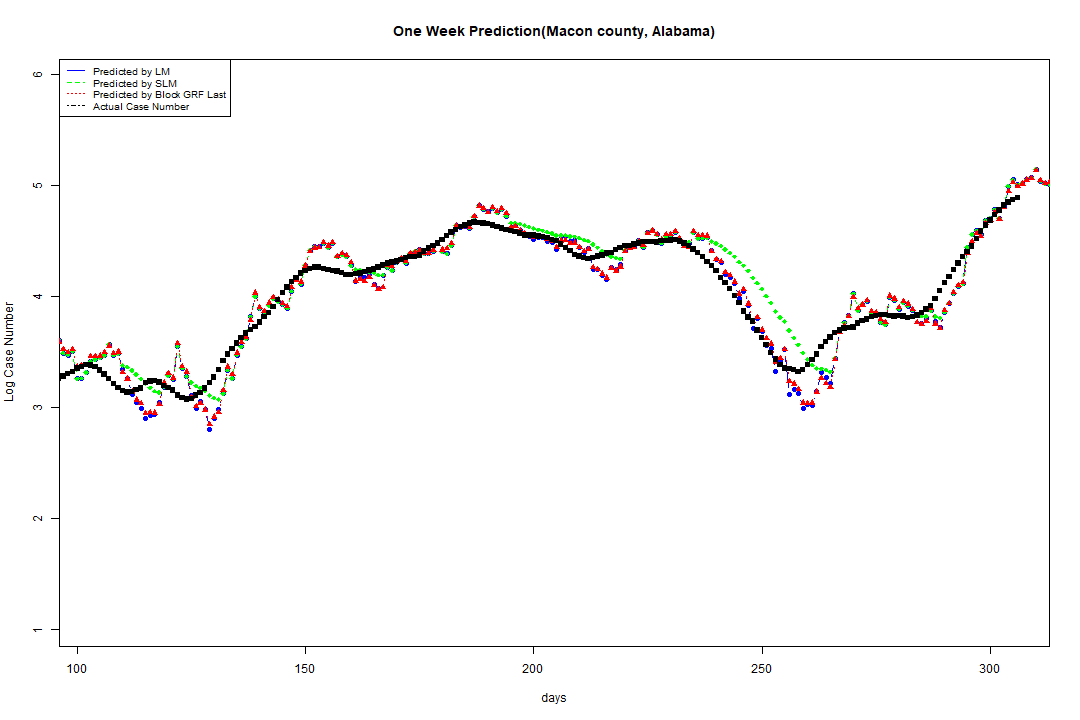 One Week Prediction(Macon county, Alabama)
Predicted by LM
Predicted by SLM
Predicted by Block GRF Last
Actual Case Number
6
5
4
3
2
1
Log Case Number
100 150 200 250 300
days